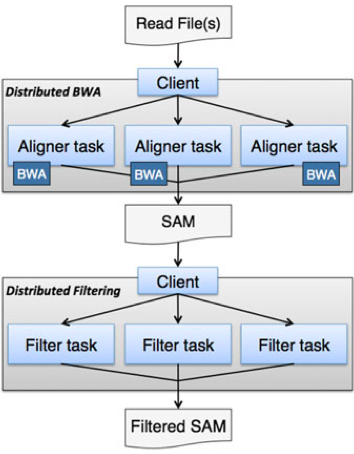 Read File(s)
Distributed BWA
Client
Aligner task
Aligner task
Aligner task
BWA
BWA
BWA
SAM
Distributed Filtering
Client
Filter task
Filter task
Filter task
Filtered SAM